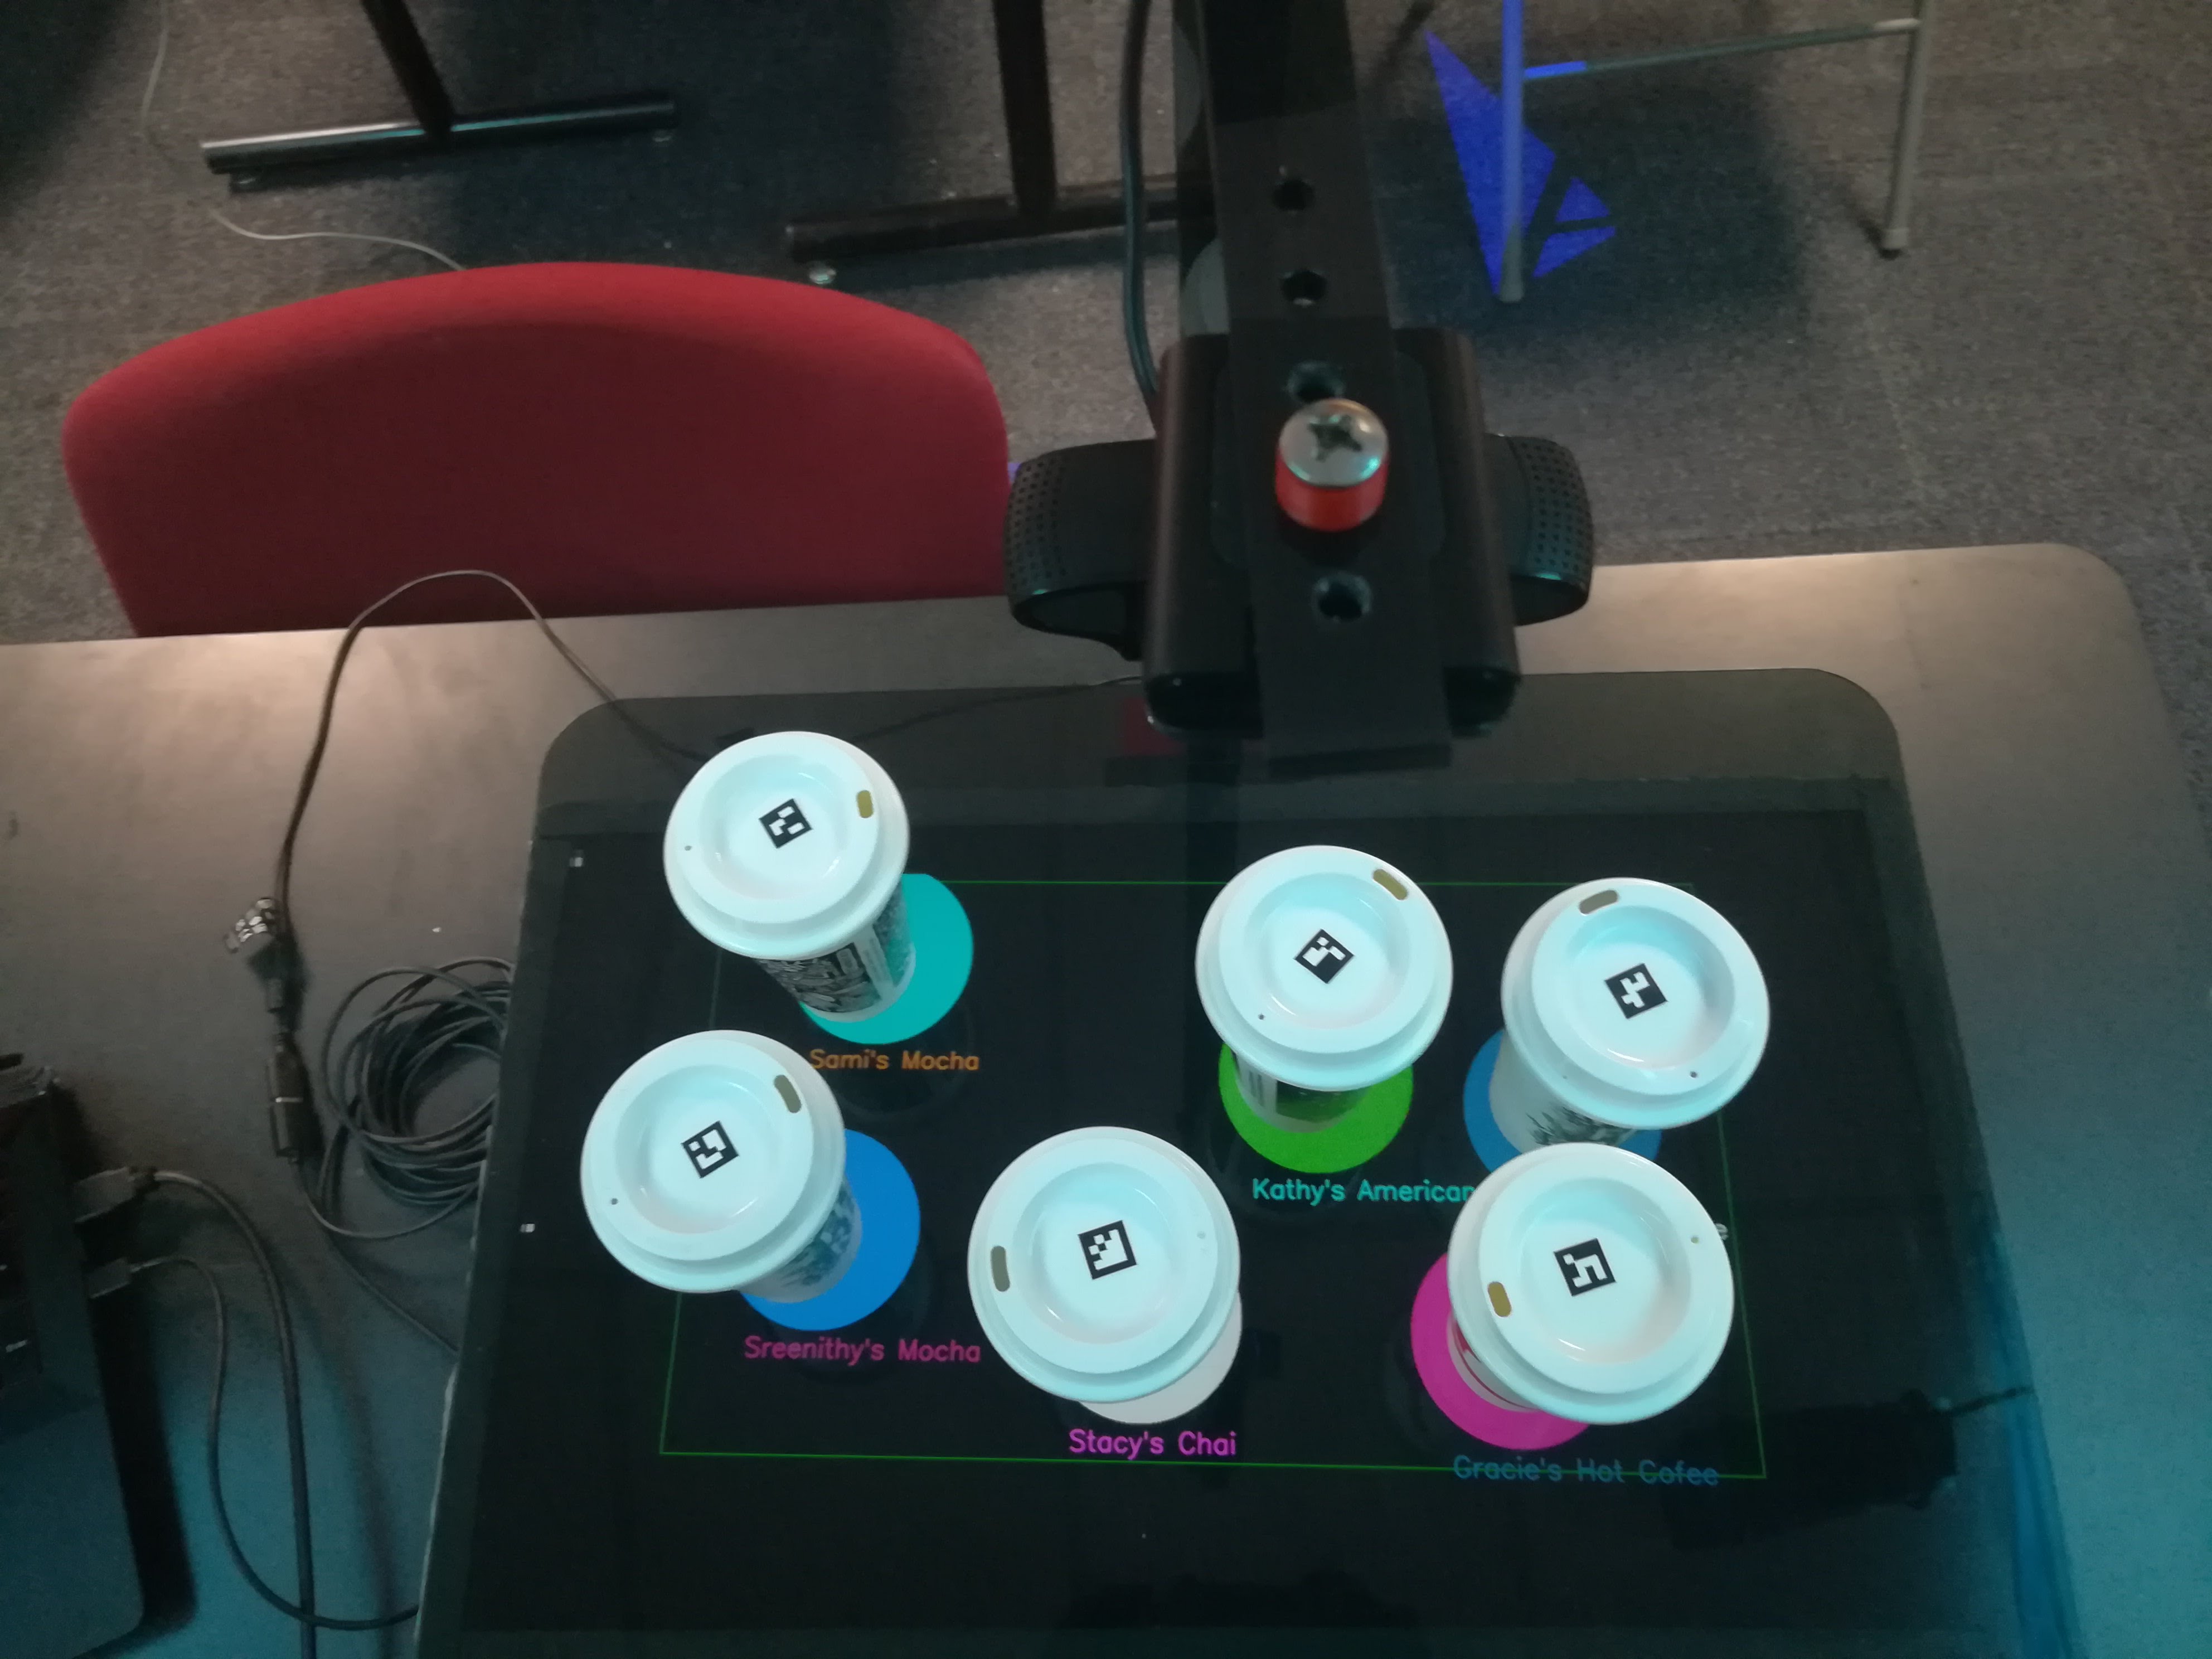 Sami's Mocha
Kathy's American
Sreenithy's Mocha
Stacy's Chai
Gracie's Hot Cofee